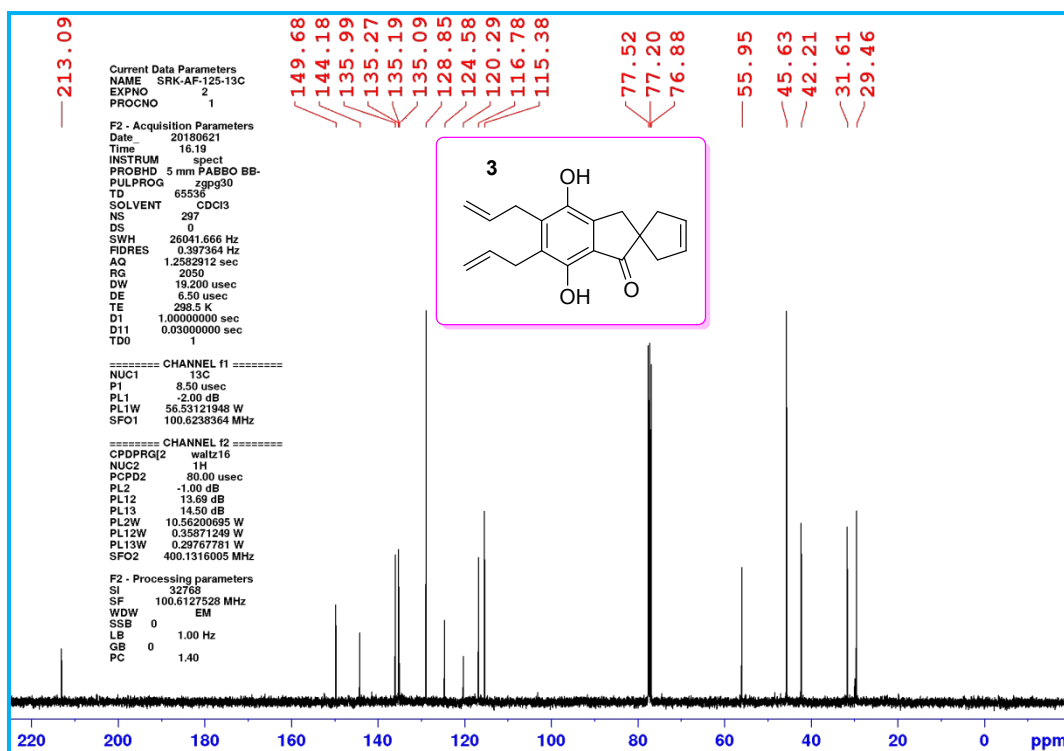 213.09
149.68
144.18
135.99
135.27
135.19
135.09
128.85
124.58
120.29
116.78
115.38
77.52
77.20
76.88
55.95
45.63
42.21
31.61
29.46
Current Data Parameters
NAME SRK-AF-125-13C
EXPNO 2
PROCNO 1
F2 - Acquisition Parameters
Date_ 20180621
Time 16.19
INSTRUM spect
PROBHD 5 mm PABBO BB-
PULPROG zgpg30
TD 65536
SOLVENT CDCl3
NS 297
DS 0
SWH 26041.666 Hz
FIDRES 0.397364 Hz
AQ 1.2582912 sec
RG 2050
DW 19.200 usec
DE 6.50 usec
TE 298.5 K
D1 1.00000000 sec
D11 0.03000000 sec
TD0 1
======== CHANNEL f1 ========
NUC1 13C
P1 8.50 usec
PL1 -2.00 dB
PL1W 56.53121948 W
SFO1 100.6238364 MHz
======== CHANNEL f2 ========
CPDPRG[2 waltz16
NUC2 1H
PCPD2 80.00 usec
PL2 -1.00 dB
PL12 13.69 dB
PL13 14.50 dB
PL2W 10.56200695 W
PL12W 0.35871249 W
PL13W 0.29767781 W
SFO2 400.1316005 MHz
F2 - Processing parameters
SI 32768
SF 100.6127528 MHz
WDW EM
SSB 0
LB 1.00 Hz
GB 0
PC 1.40
3
OH
OH
O
220 200 180 160 140 120 100 80 60 40 20 0 ppm